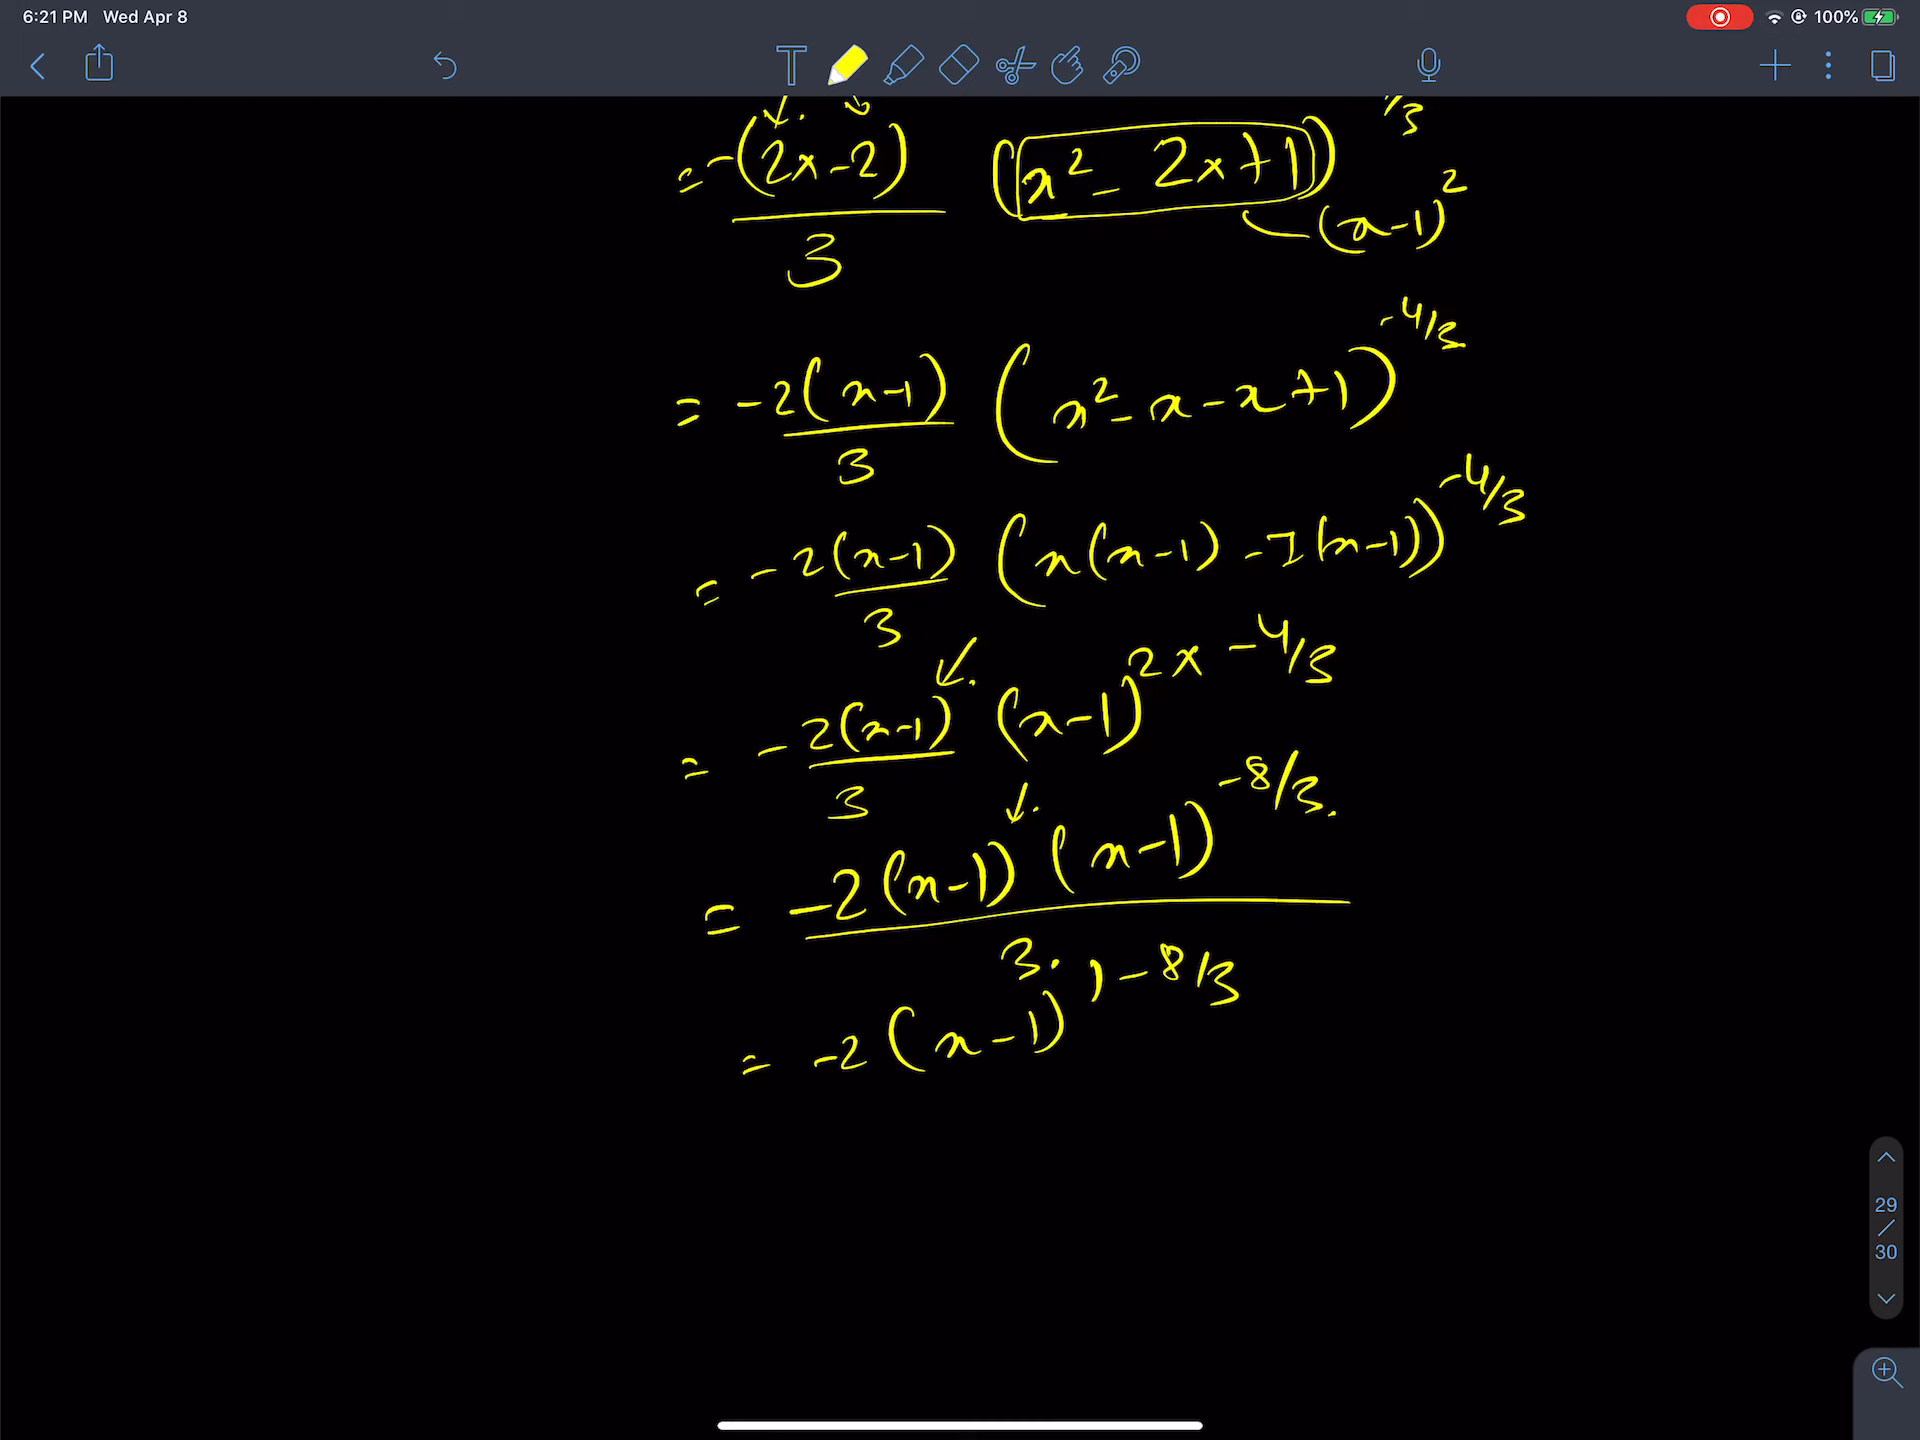 6:21 PM Wed Apr 8 100%
= -(2x-2)/3 (x² - 2x+1) /3
(x-1)²
= -2(x-1)/3 (x² - x - x + 1)^-4/3
= -2(x-1)/3 (x(x-1) -1(x-1))^-4/3
= -2(x-1)/3 (x-1)^2x-4/3
= -2(x-1)(x-1)^-8/3 / 3.
= -2(x-1)^1-8/3
29
/
30